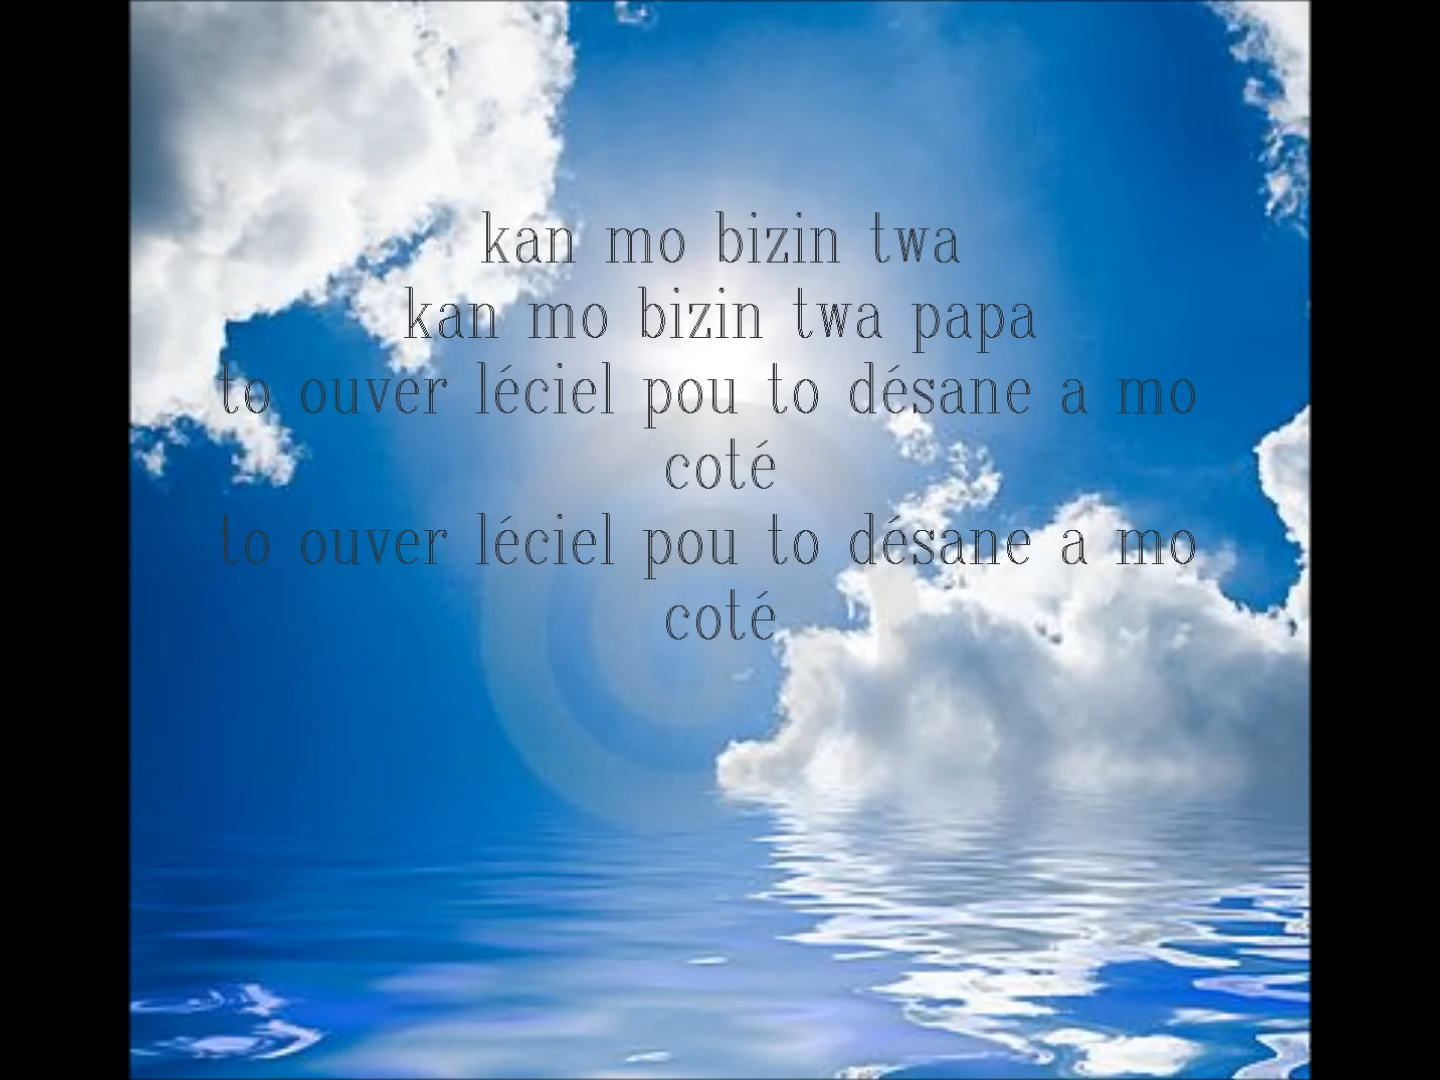 kan mo bizin twa
kan mo bizin twa papa
to ouver léciel pou to désane a mo
coté
to ouver léciel pou to désane a mo
coté